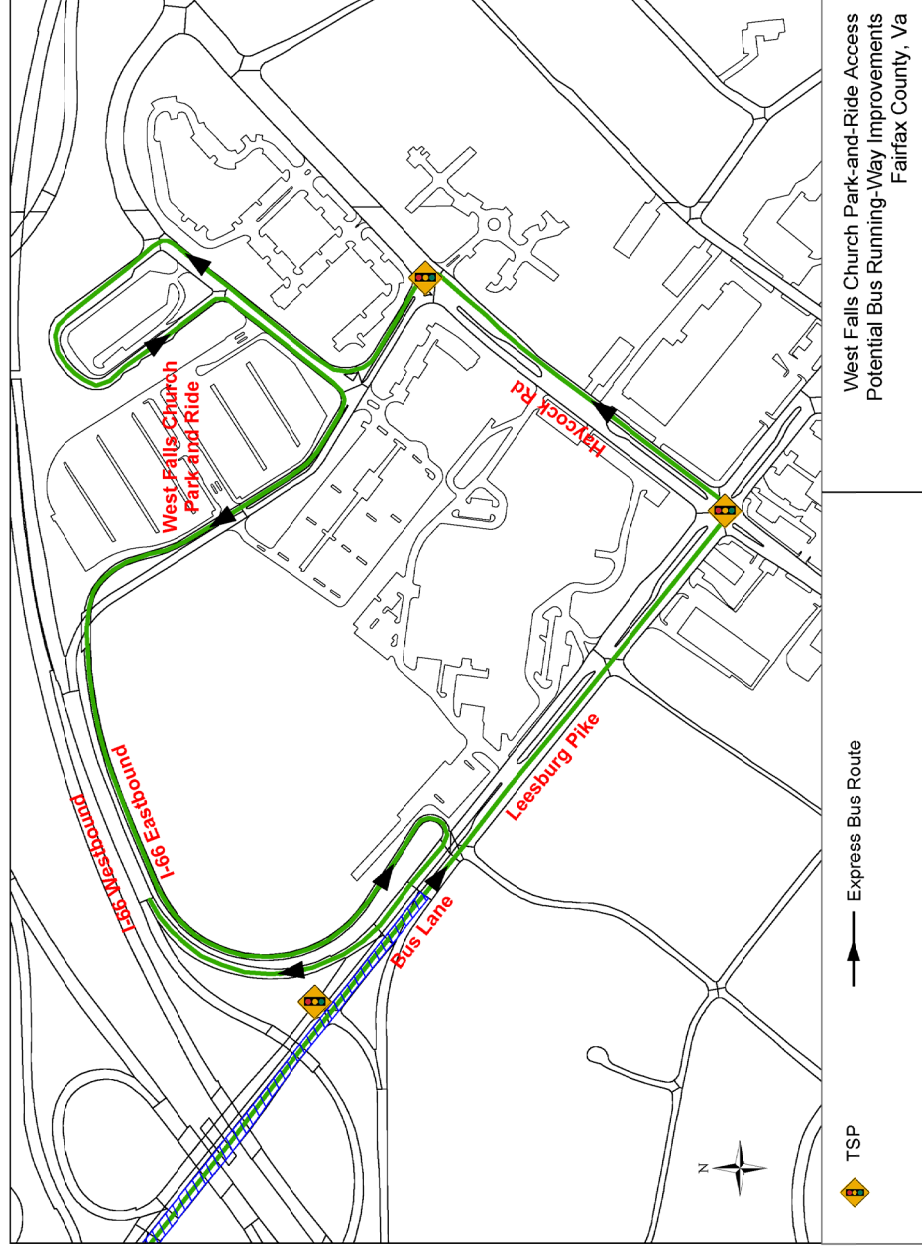 West Falls Church
Park and Ride
Haycock Rd
I-66 Westbound
I-66 Eastbound
Leesburg Pike
Bus Lane
N
TSP
Express Bus Route
West Falls Church Park-and-Ride Access
Potential Bus Running-Way Improvements
Fairfax County, Va